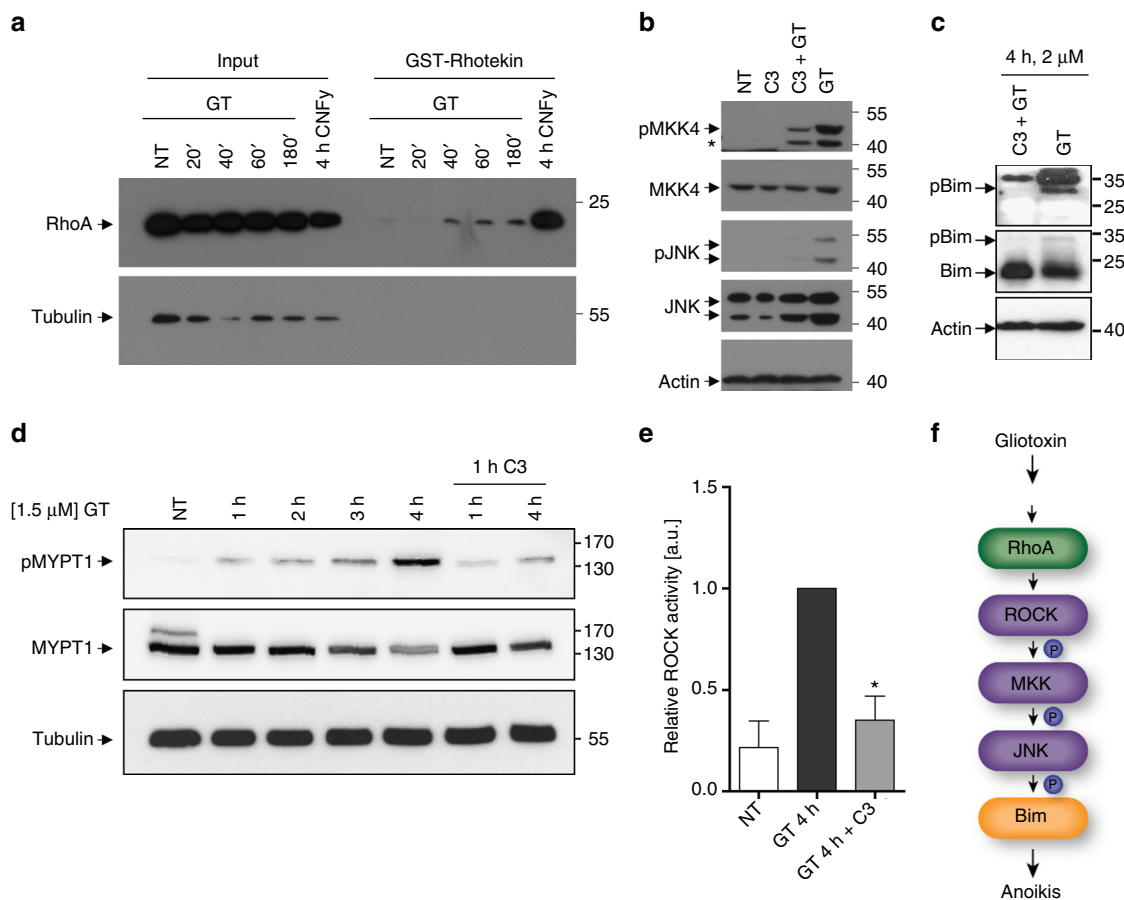 a
Input
GST-Rhotekin
GT
GT
NT
20′
40′
60′
180′
4 h CNFy
NT
20′
40′
60′
180′
4 h CNFy
RhoA
25
Tubulin
55
b
NT
C3
C3 + GT
GT
pMKK4
*
55
40
MKK4
55
40
pJNK
55
40
JNK
55
40
Actin
40
c
4 h, 2 μM
C3 + GT
GT
pBim
35
25
pBim
35
Bim
25
Actin
40
d
1 h C3
[1.5 μM] GT
NT
1 h
2 h
3 h
4 h
1 h
4 h
pMYPT1
170
130
MYPT1
170
130
Tubulin
55
e
Relative ROCK activity [a.u.]
1.5
1.0
0.5
0.0
*
NT
GT 4 h
GT 4 h + C3
f
Gliotoxin
RhoA
ROCK
P
MKK
P
JNK
P
Bim
Anoikis